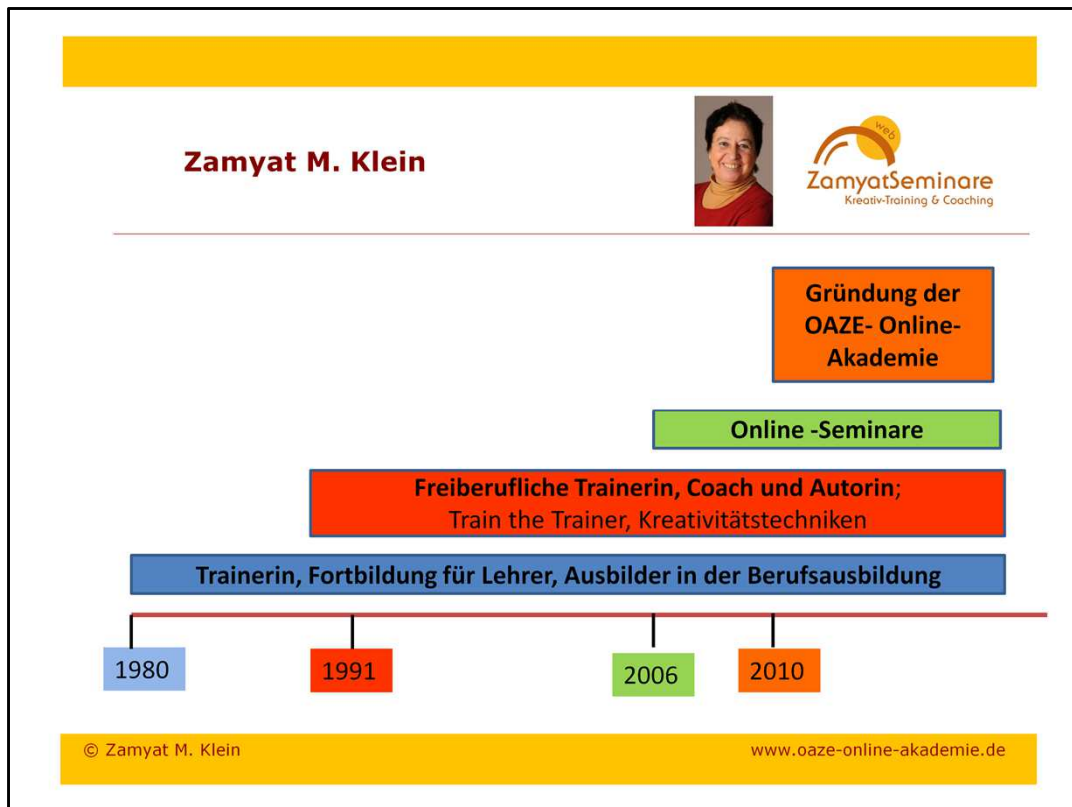 Zamyat M. Klein
web
ZamyatSeminare
Kreativ-Training & Coaching
Gründung der
OAZE- Online-
Akademie
Online -Seminare
Freiberufliche Trainerin, Coach und Autorin;
Train the Trainer, Kreativitätstechniken
Trainerin, Fortbildung für Lehrer, Ausbilder in der Berufsausbildung
1980
1991
2006
2010
© Zamyat M. Klein
www.oaze-online-akademie.de